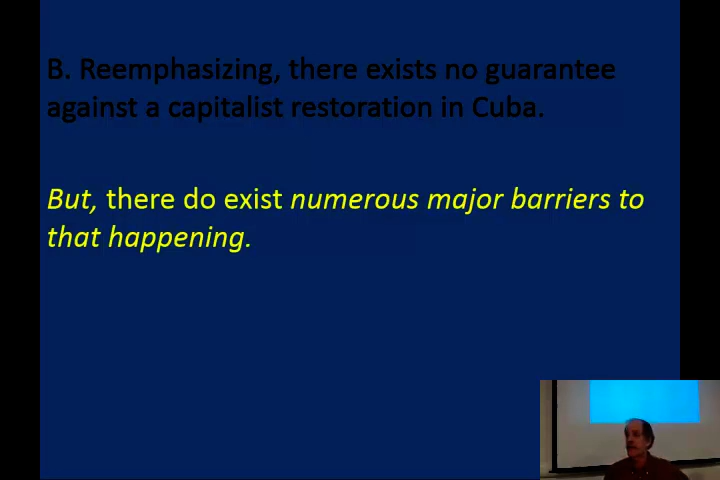 B. Reemphasizing, there exists no guarantee
against a capitalist restoration in Cuba.
But, there do exist numerous major barriers to
that happening.